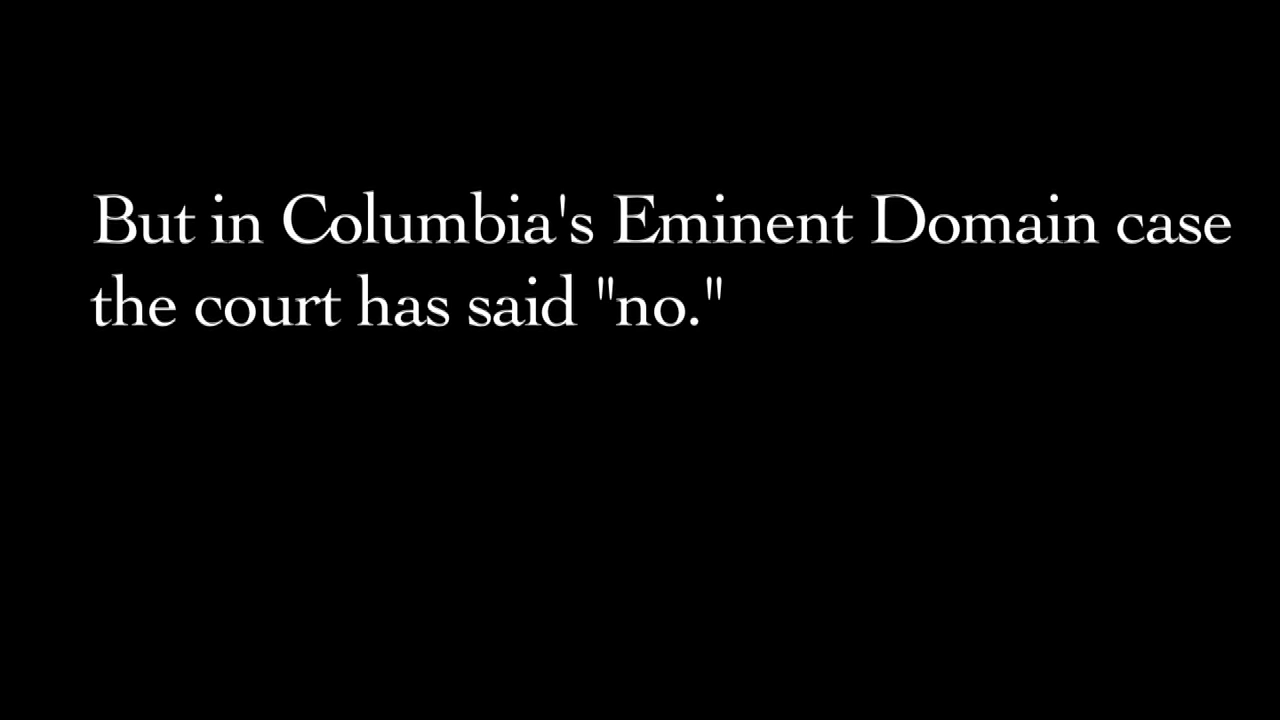 But in Columbia's Eminent Domain case
the court has said "no."